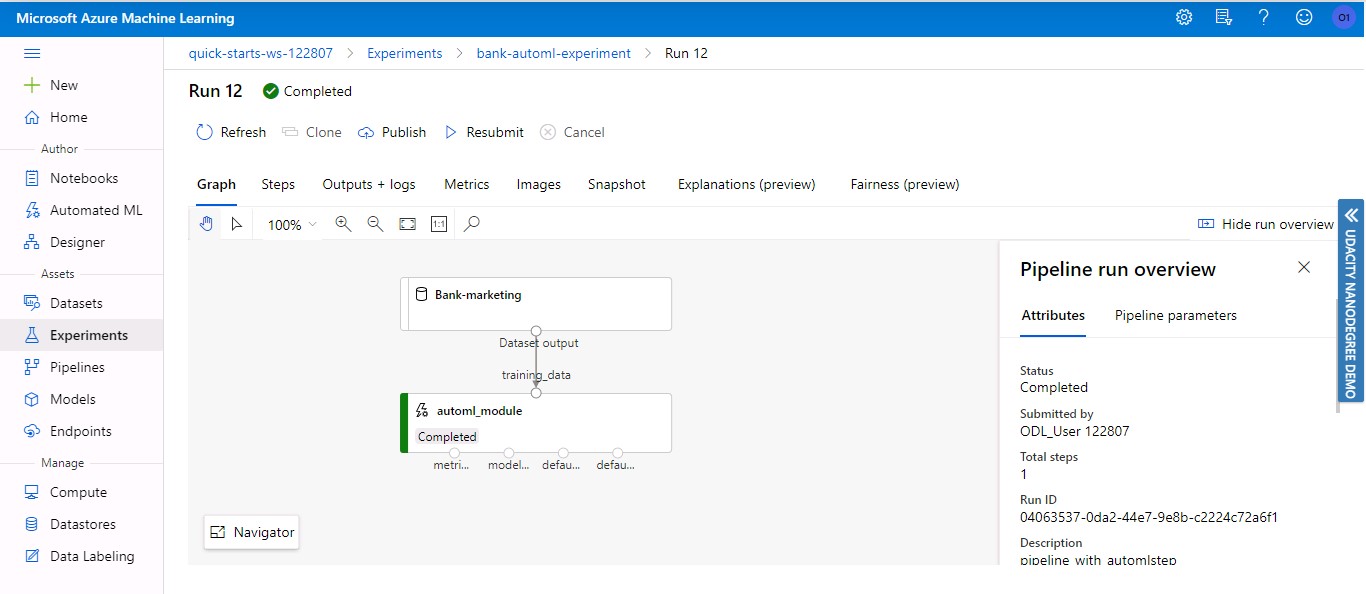 Microsoft Azure Machine Learning
O1
quick-starts-ws-122807 > Experiments > bank-automl-experiment > Run 12
New
Home
Author
Notebooks
Automated ML
Designer
Assets
Datasets
Experiments
Pipelines
Models
Endpoints
Manage
Compute
Datastores
Data Labeling
Run 12 Completed
Refresh Clone Publish Resubmit Cancel
Graph Steps Outputs + logs Metrics Images Snapshot Explanations (preview) Fairness (preview)
100% 1:1 Hide run overview
Bank-marketing
Dataset output
training_data
automl_module
Completed
metri... model... defau... defau...
Navigator
Pipeline run overview
Attributes Pipeline parameters
Status
Completed
Submitted by
ODL_User 122807
Total steps
1
Run ID
04063537-0da2-44e7-9e8b-c2224c72a6f1
Description
pipeline_with_automlstep
UDACITY NANODEGREE DEMO